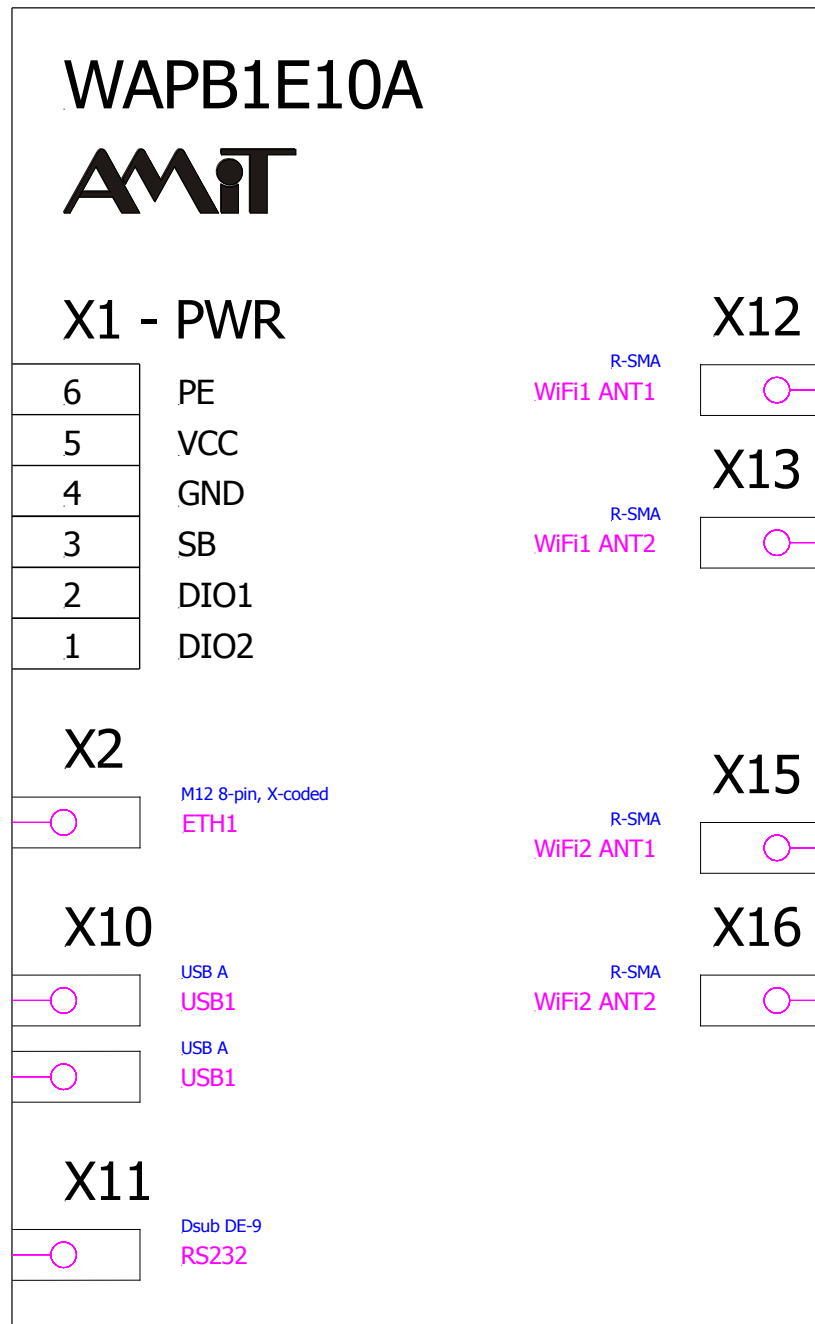 WAPB1E10A
AMiT
X1 - PWR
6 PE
5 VCC
4 GND
3 SB
2 DIO1
1 DIO2
X2
M12 8-pin, X-coded
ETH1
X10
USB A
USB1
USB A
USB1
X11
Dsub DE-9
RS232
X12
R-SMA
WiFi1 ANT1
X13
R-SMA
WiFi1 ANT2
X15
R-SMA
WiFi2 ANT1
X16
R-SMA
WiFi2 ANT2